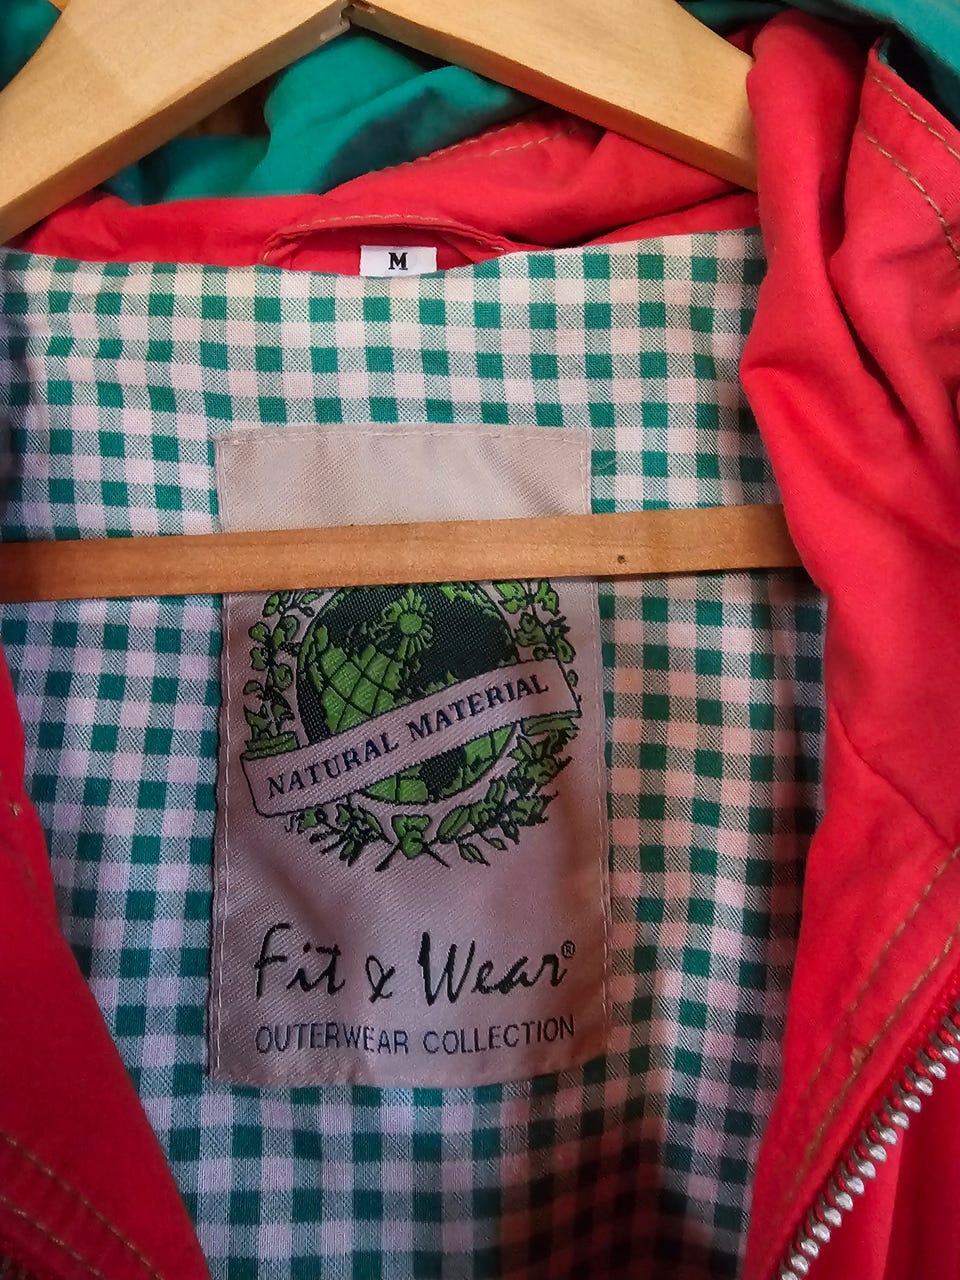 M
NATURAL MATERIAL
Fit & Wear®
OUTERWEAR COLLECTION